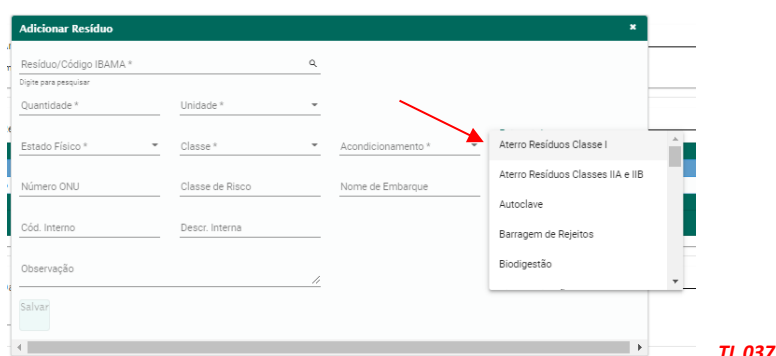 Adicionar Resíduo ×
Resíduo/Código IBAMA *
Digite para pesquisar
Quantidade * Unidade *
Estado Físico * Classe * Acondicionamento *
Aterro Resíduos Classe I
Aterro Resíduos Classes IIA e IIB
Número ONU Classe de Risco Nome de Embarque
Autoclave
Cód. Interno Descr. Interna
Barragem de Rejeitos
Biodigestão
Observação
Salvar
TL 037